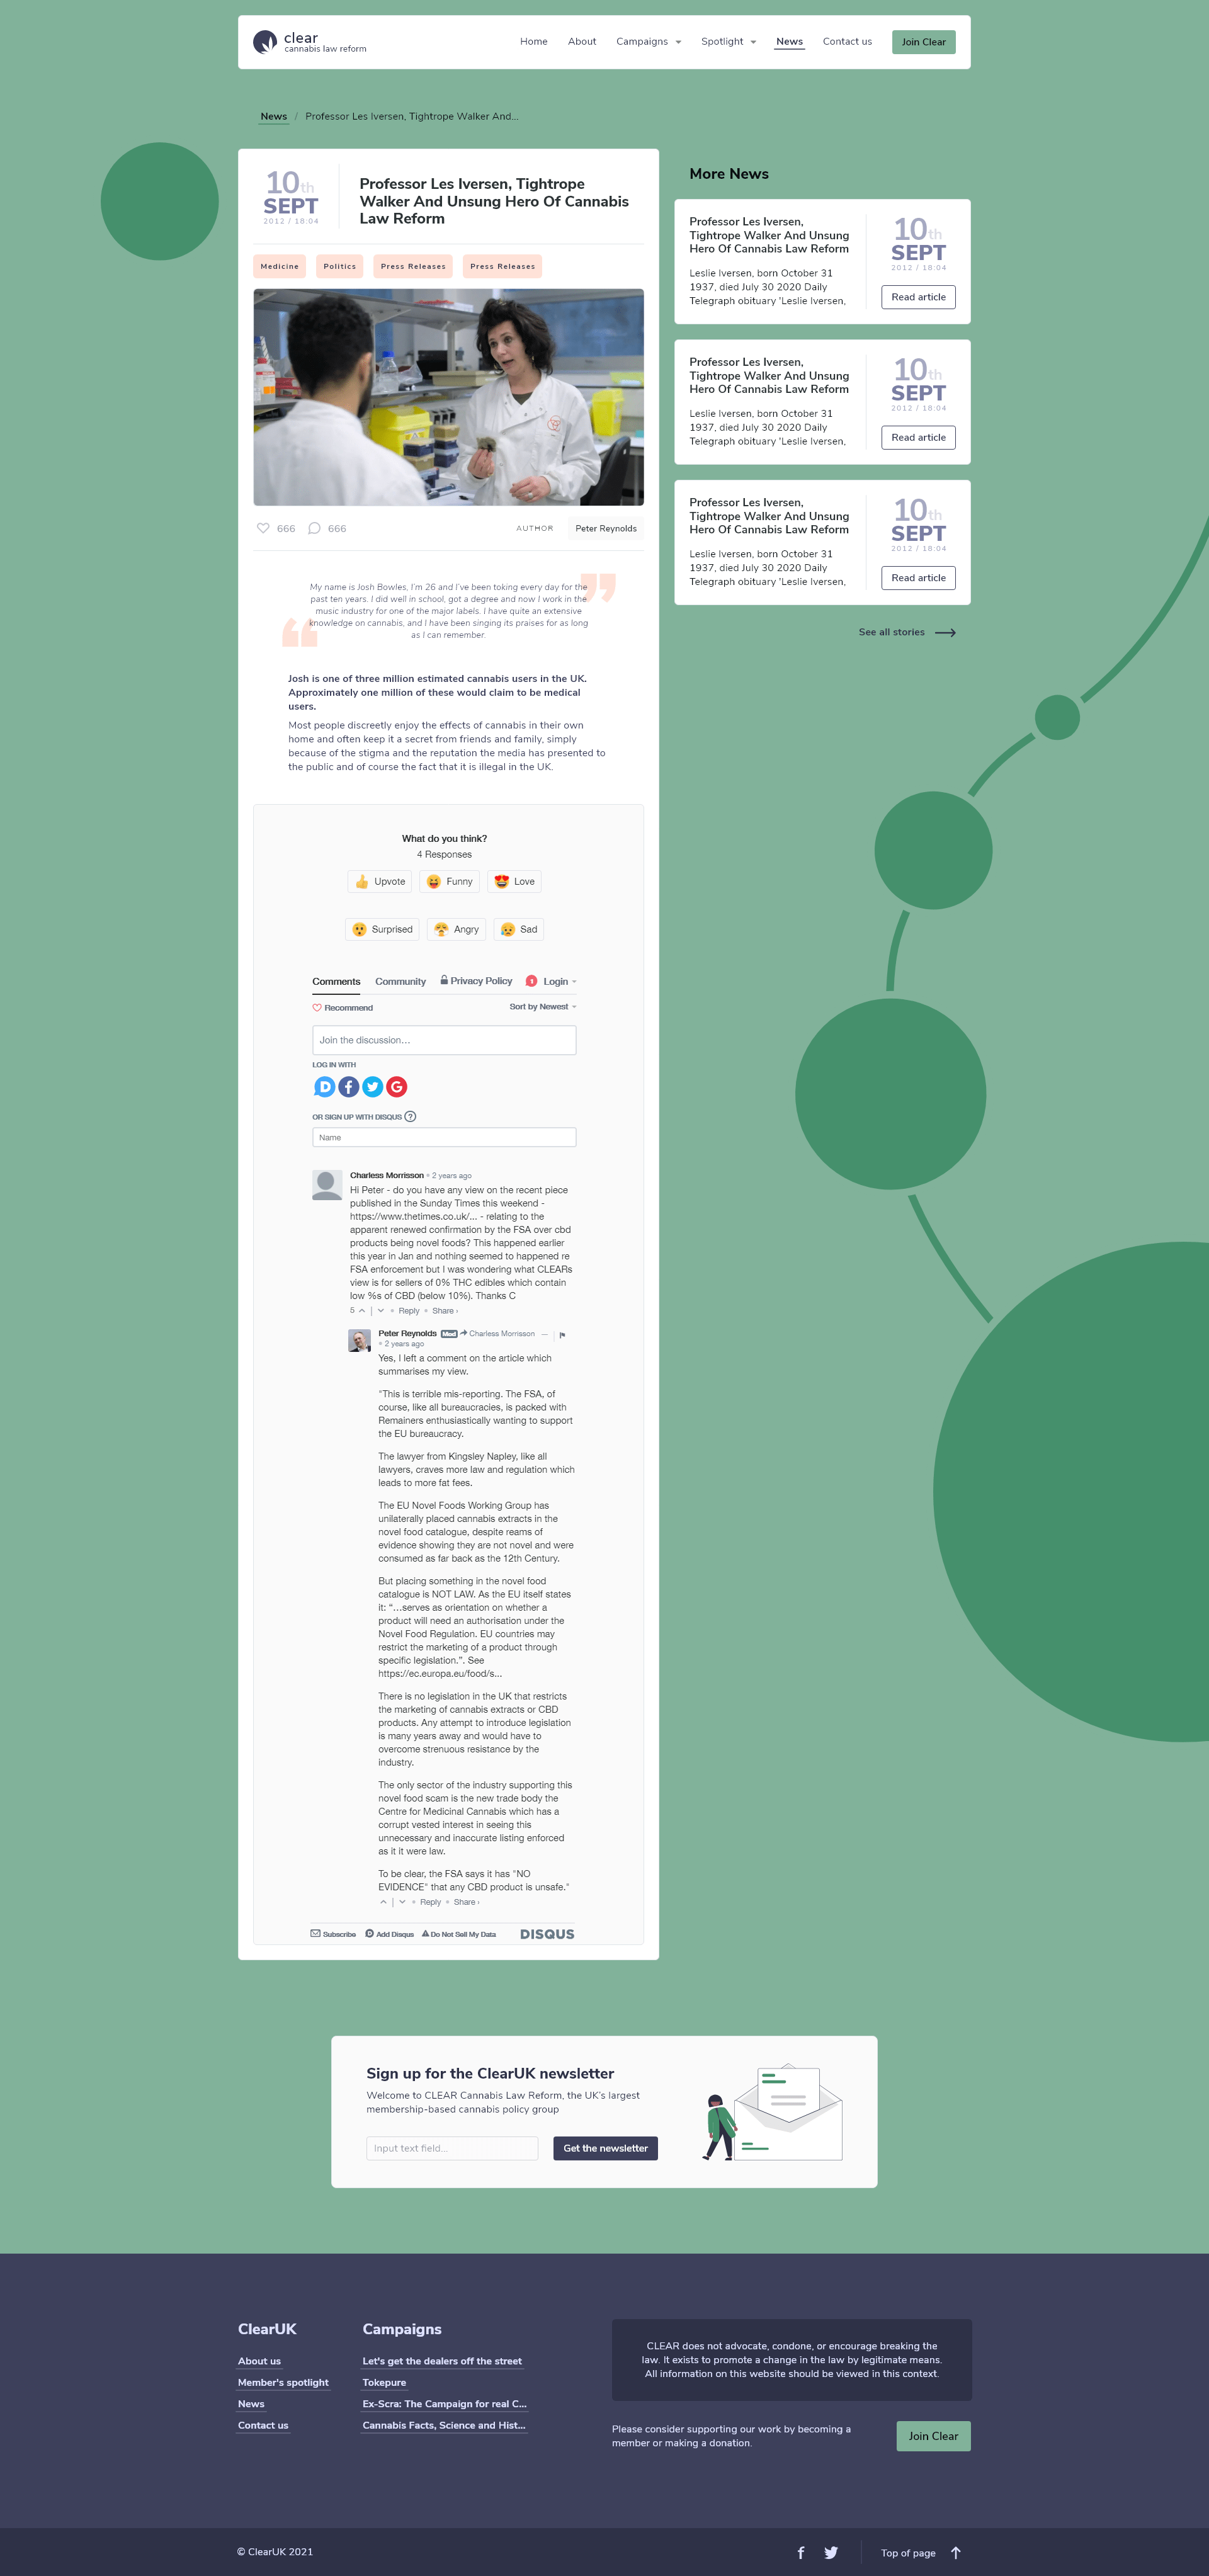 clear
cannabis law reform
Home
About
Campaigns
Spotlight
News
Contact us
Join Clear
News / Professor Les Iversen, Tightrope Walker And...
10th
SEPT
2012 / 18:04
Professor Les Iversen, Tightrope
Walker And Unsung Hero Of Cannabis
Law Reform
Medicine
Politics
Press Releases
Press Releases
666
666
AUTHOR
Peter Reynolds
My name is Josh Bowles, I'm 26 and I've been toking every day for the
past ten years. I did well in school, got a degree and now I work in the
music industry for one of the major labels. I have quite an extensive
knowledge on cannabis, and I have been singing its praises for as long
as I can remember.
Josh is one of three million estimated cannabis users in the UK.
Approximately one million of these would claim to be medical
users.
Most people discreetly enjoy the effects of cannabis in their own
home and often keep it a secret from friends and family, simply
because of the stigma and the reputation the media has presented to
the public and of course the fact that it is illegal in the UK.
What do you think?
4 Responses
Upvote
Funny
Love
Surprised
Angry
Sad
Comments
Community
Privacy Policy
1
Login
Recommend
Sort by Newest
Join the discussion...
LOG IN WITH
OR SIGN UP WITH DISQUS ?
Name
Charless Morrisson • 2 years ago
Hi Peter - do you have any view on the recent piece
published in the Sunday Times this weekend -
https://www.thetimes.co.uk/... - relating to the
apparent renewed confirmation by the FSA over cbd
products being novel foods? This happened earlier
this year in Jan and nothing seemed to happened re
FSA enforcement but I was wondering what CLEARs
view is for sellers of 0% THC edibles which contain
low %s of CBD (below 10%). Thanks C
5 | • Reply • Share ›
Peter Reynolds Mod Charless Morrisson
• 2 years ago
Yes, I left a comment on the article which
summarises my view.
"This is terrible mis-reporting. The FSA, of
course, like all bureaucracies, is packed with
Remainers enthusiastically wanting to support
the EU bureaucracy.
The lawyer from Kingsley Napley, like all
lawyers, craves more law and regulation which
leads to more fat fees.
The EU Novel Foods Working Group has
unilaterally placed cannabis extracts in the
novel food catalogue, despite reams of
evidence showing they are not novel and were
consumed as far back as the 12th Century.
But placing something in the novel food
catalogue is NOT LAW. As the EU itself states
it: “...serves as orientation on whether a
product will need an authorisation under the
Novel Food Regulation. EU countries may
restrict the marketing of a product through
specific legislation.”. See
https://ec.europa.eu/food/s...
There is no legislation in the UK that restricts
the marketing of cannabis extracts or CBD
products. Any attempt to introduce legislation
is many years away and would have to
overcome strenuous resistance by the
industry.
The only sector of the industry supporting this
novel food scam is the new trade body the
Centre for Medicinal Cannabis which has a
corrupt vested interest in seeing this
unnecessary and inaccurate listing enforced
as it it were law.
To be clear, the FSA says it has "NO
EVIDENCE" that any CBD product is unsafe."
| • Reply • Share ›
Subscribe
Add Disqus
Do Not Sell My Data
DISQUS
More News
Professor Les Iversen,
Tightrope Walker And Unsung
Hero Of Cannabis Law Reform
Leslie Iversen, born October 31
1937, died July 30 2020 Daily
Telegraph obituary 'Leslie Iversen,
10th
SEPT
2012 / 18:04
Read article
Professor Les Iversen,
Tightrope Walker And Unsung
Hero Of Cannabis Law Reform
Leslie Iversen, born October 31
1937, died July 30 2020 Daily
Telegraph obituary 'Leslie Iversen,
10th
SEPT
2012 / 18:04
Read article
Professor Les Iversen,
Tightrope Walker And Unsung
Hero Of Cannabis Law Reform
Leslie Iversen, born October 31
1937, died July 30 2020 Daily
Telegraph obituary 'Leslie Iversen,
10th
SEPT
2012 / 18:04
Read article
See all stories
Sign up for the ClearUK newsletter
Welcome to CLEAR Cannabis Law Reform, the UK's largest
membership-based cannabis policy group
Input text field...
Get the newsletter
ClearUK
About us
Member's spotlight
News
Contact us
Campaigns
Let's get the dealers off the street
Tokepure
Ex-Scra: The Campaign for real C...
Cannabis Facts, Science and Hist...
CLEAR does not advocate, condone, or encourage breaking the
law. It exists to promote a change in the law by legitimate means.
All information on this website should be viewed in this context.
Please consider supporting our work by becoming a
member or making a donation.
Join Clear
© ClearUK 2021
Top of page